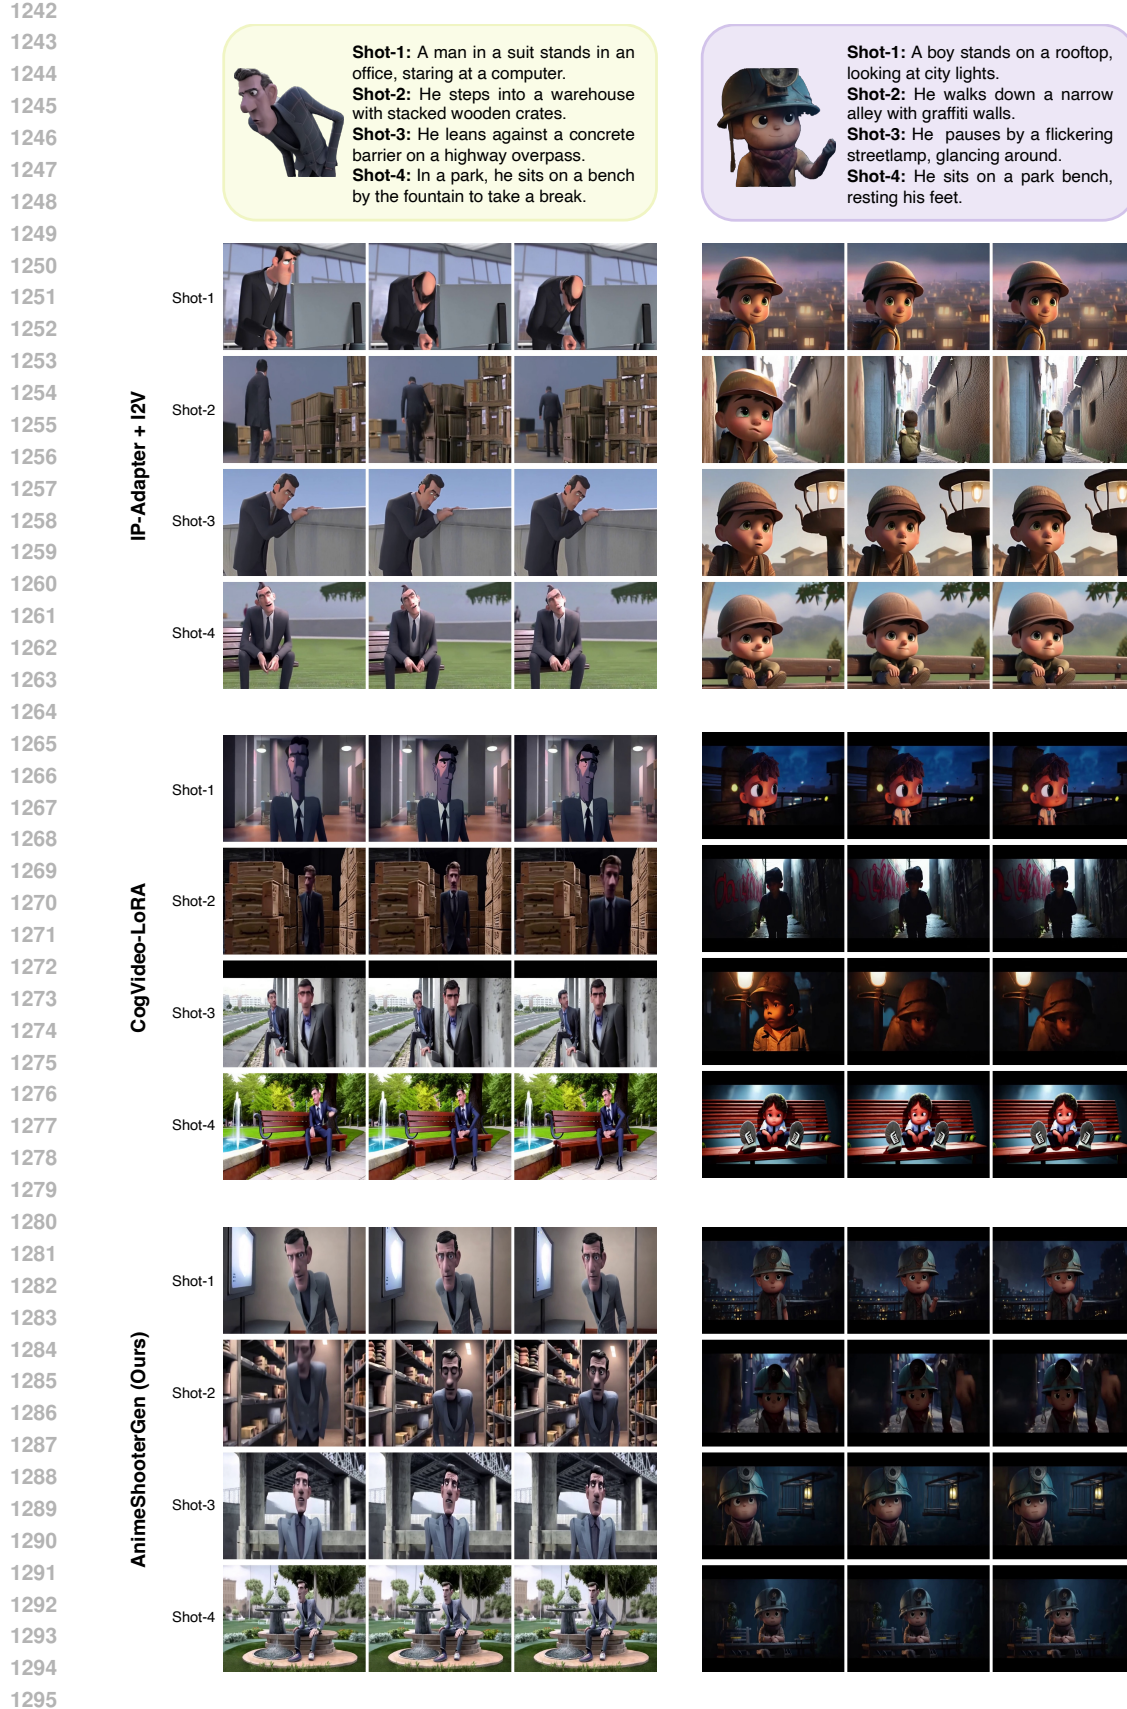 1242
1243
1244
1245
1246
1247
1248
1249
1250
1251
1252
1253
1254
1255
1256
1257
1258
1259
1260
1261
1262
1263
1264
1265
1266
1267
1268
1269
1270
1271
1272
1273
1274
1275
1276
1277
1278
1279
1280
1281
1282
1283
1284
1285
1286
1287
1288
1289
1290
1291
1292
1293
1294
1295
Shot-1: A man in a suit stands in an
office, staring at a computer.
Shot-2: He steps into a warehouse
with stacked wooden crates.
Shot-3: He leans against a concrete
barrier on a highway overpass.
Shot-4: In a park, he sits on a bench
by the fountain to take a break.
Shot-1: A boy stands on a rooftop,
looking at city lights.
Shot-2: He walks down a narrow
alley with graffiti walls.
Shot-3: He pauses by a flickering
streetlamp, glancing around.
Shot-4: He sits on a park bench,
resting his feet.
IP-Adapter + I2V
Shot-1
Shot-2
Shot-3
Shot-4
CogVideo-LoRA
Shot-1
Shot-2
Shot-3
Shot-4
AnimeShooterGen (Ours)
Shot-1
Shot-2
Shot-3
Shot-4